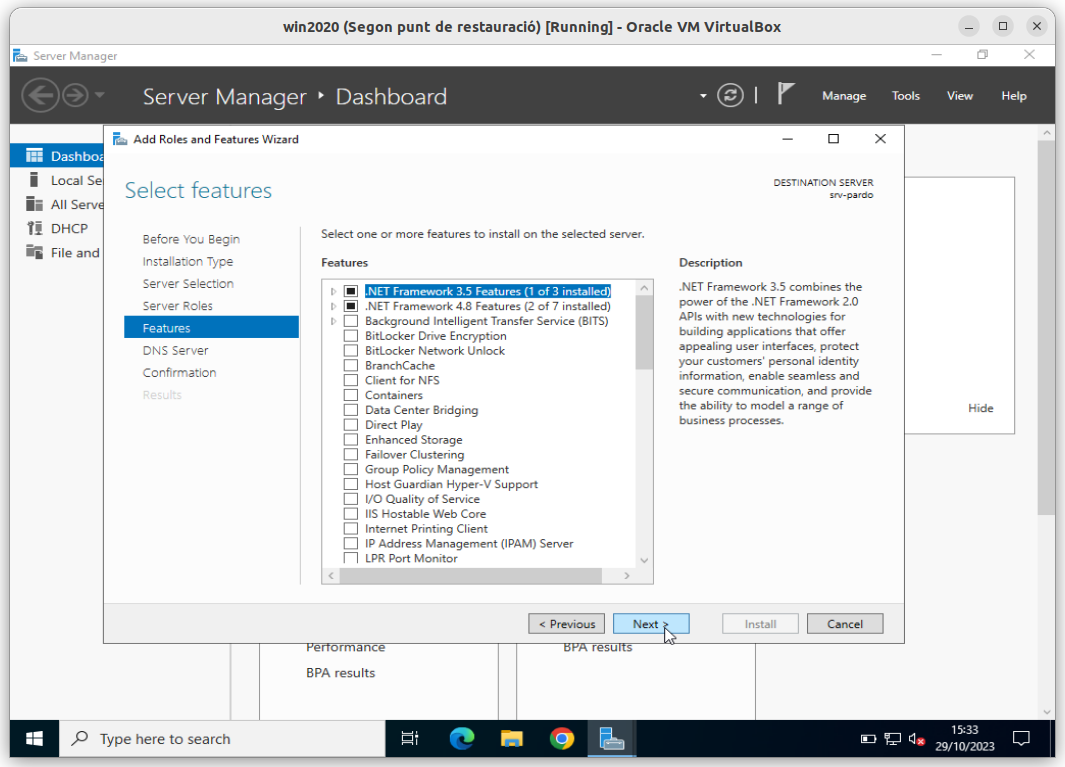 win2020 (Segon punt de restauració) [Running] - Oracle VM VirtualBox
Server Manager
Server Manager ‣ Dashboard
Manage Tools View Help
Add Roles and Features Wizard
Dashboa
Local Se
All Serve
DHCP
File and
Select features
DESTINATION SERVER
srv-pardo
Before You Begin
Installation Type
Server Selection
Server Roles
Features
DNS Server
Confirmation
Results
Select one or more features to install on the selected server.
Features
.NET Framework 3.5 Features (1 of 3 installed)
.NET Framework 4.8 Features (2 of 7 installed)
Background Intelligent Transfer Service (BITS)
BitLocker Drive Encryption
BitLocker Network Unlock
BranchCache
Client for NFS
Containers
Data Center Bridging
Direct Play
Enhanced Storage
Failover Clustering
Group Policy Management
Host Guardian Hyper-V Support
I/O Quality of Service
IIS Hostable Web Core
Internet Printing Client
IP Address Management (IPAM) Server
LPR Port Monitor
Description
.NET Framework 3.5 combines the
power of the .NET Framework 2.0
APIs with new technologies for
building applications that offer
appealing user interfaces, protect
your customers' personal identity
information, enable seamless and
secure communication, and provide
the ability to model a range of
business processes.
Hide
< Previous
Next >
Install
Cancel
Performance
BPA results
BPA results
Type here to search
15:33
29/10/2023